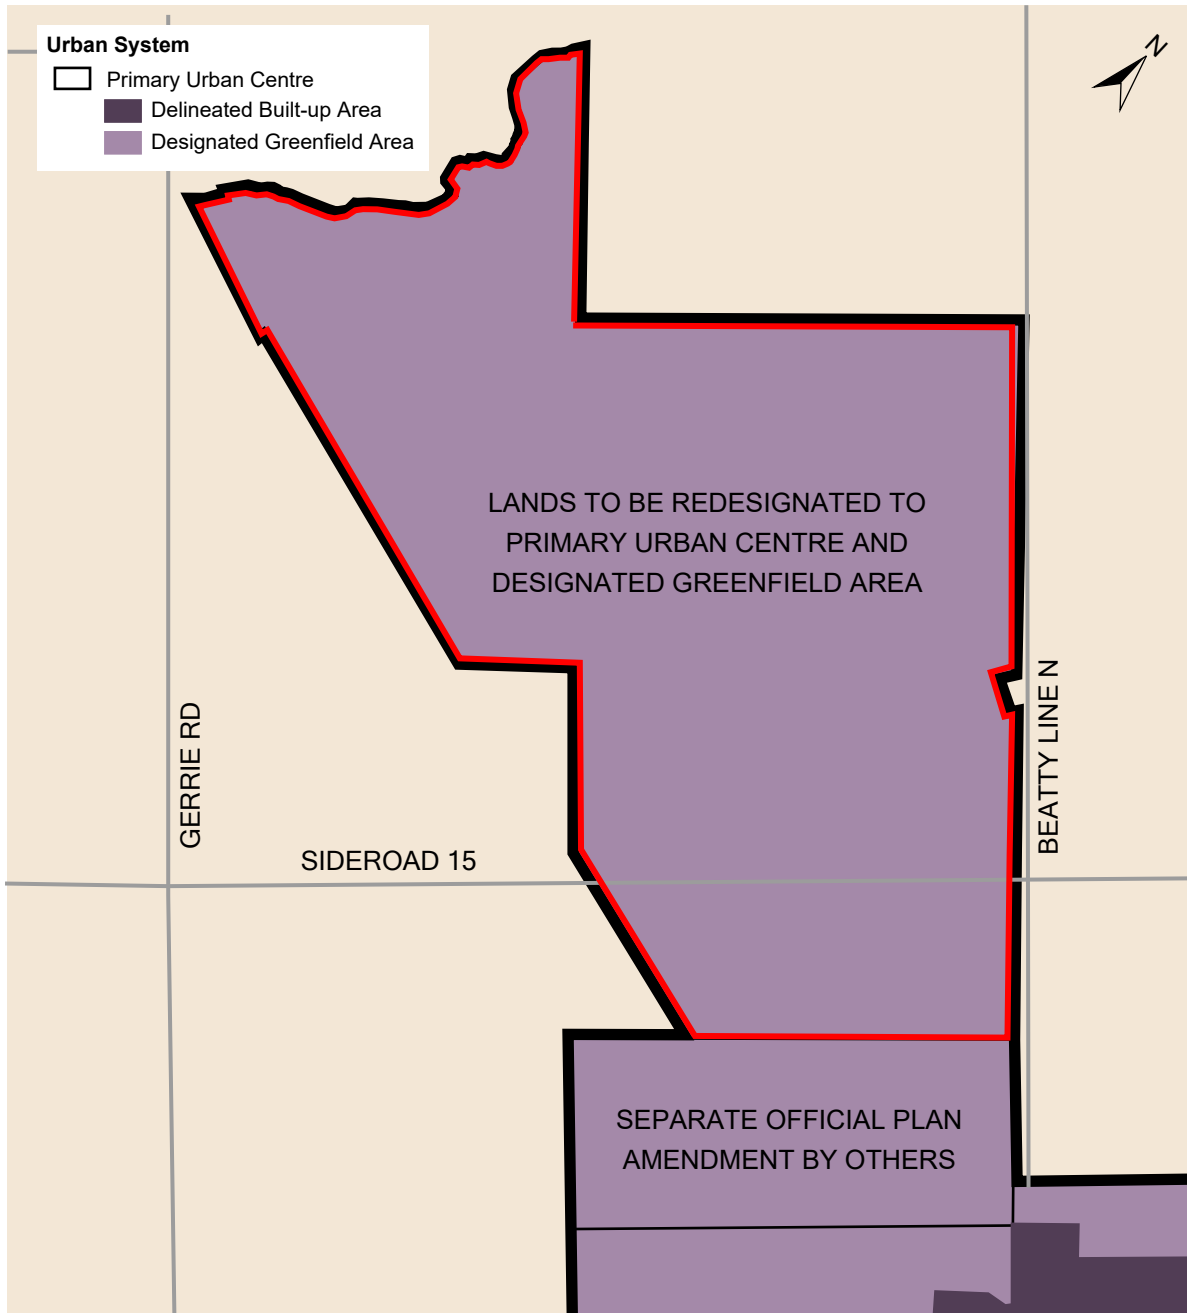 Urban System
Primary Urban Centre
Delineated Built-up Area
Designated Greenfield Area
N
LANDS TO BE REDESIGNATED TO
PRIMARY URBAN CENTRE AND
DESIGNATED GREENFIELD AREA
GERRIE RD
BEATTY LINE N
SIDEROAD 15
SEPARATE OFFICIAL PLAN
AMENDMENT BY OTHERS